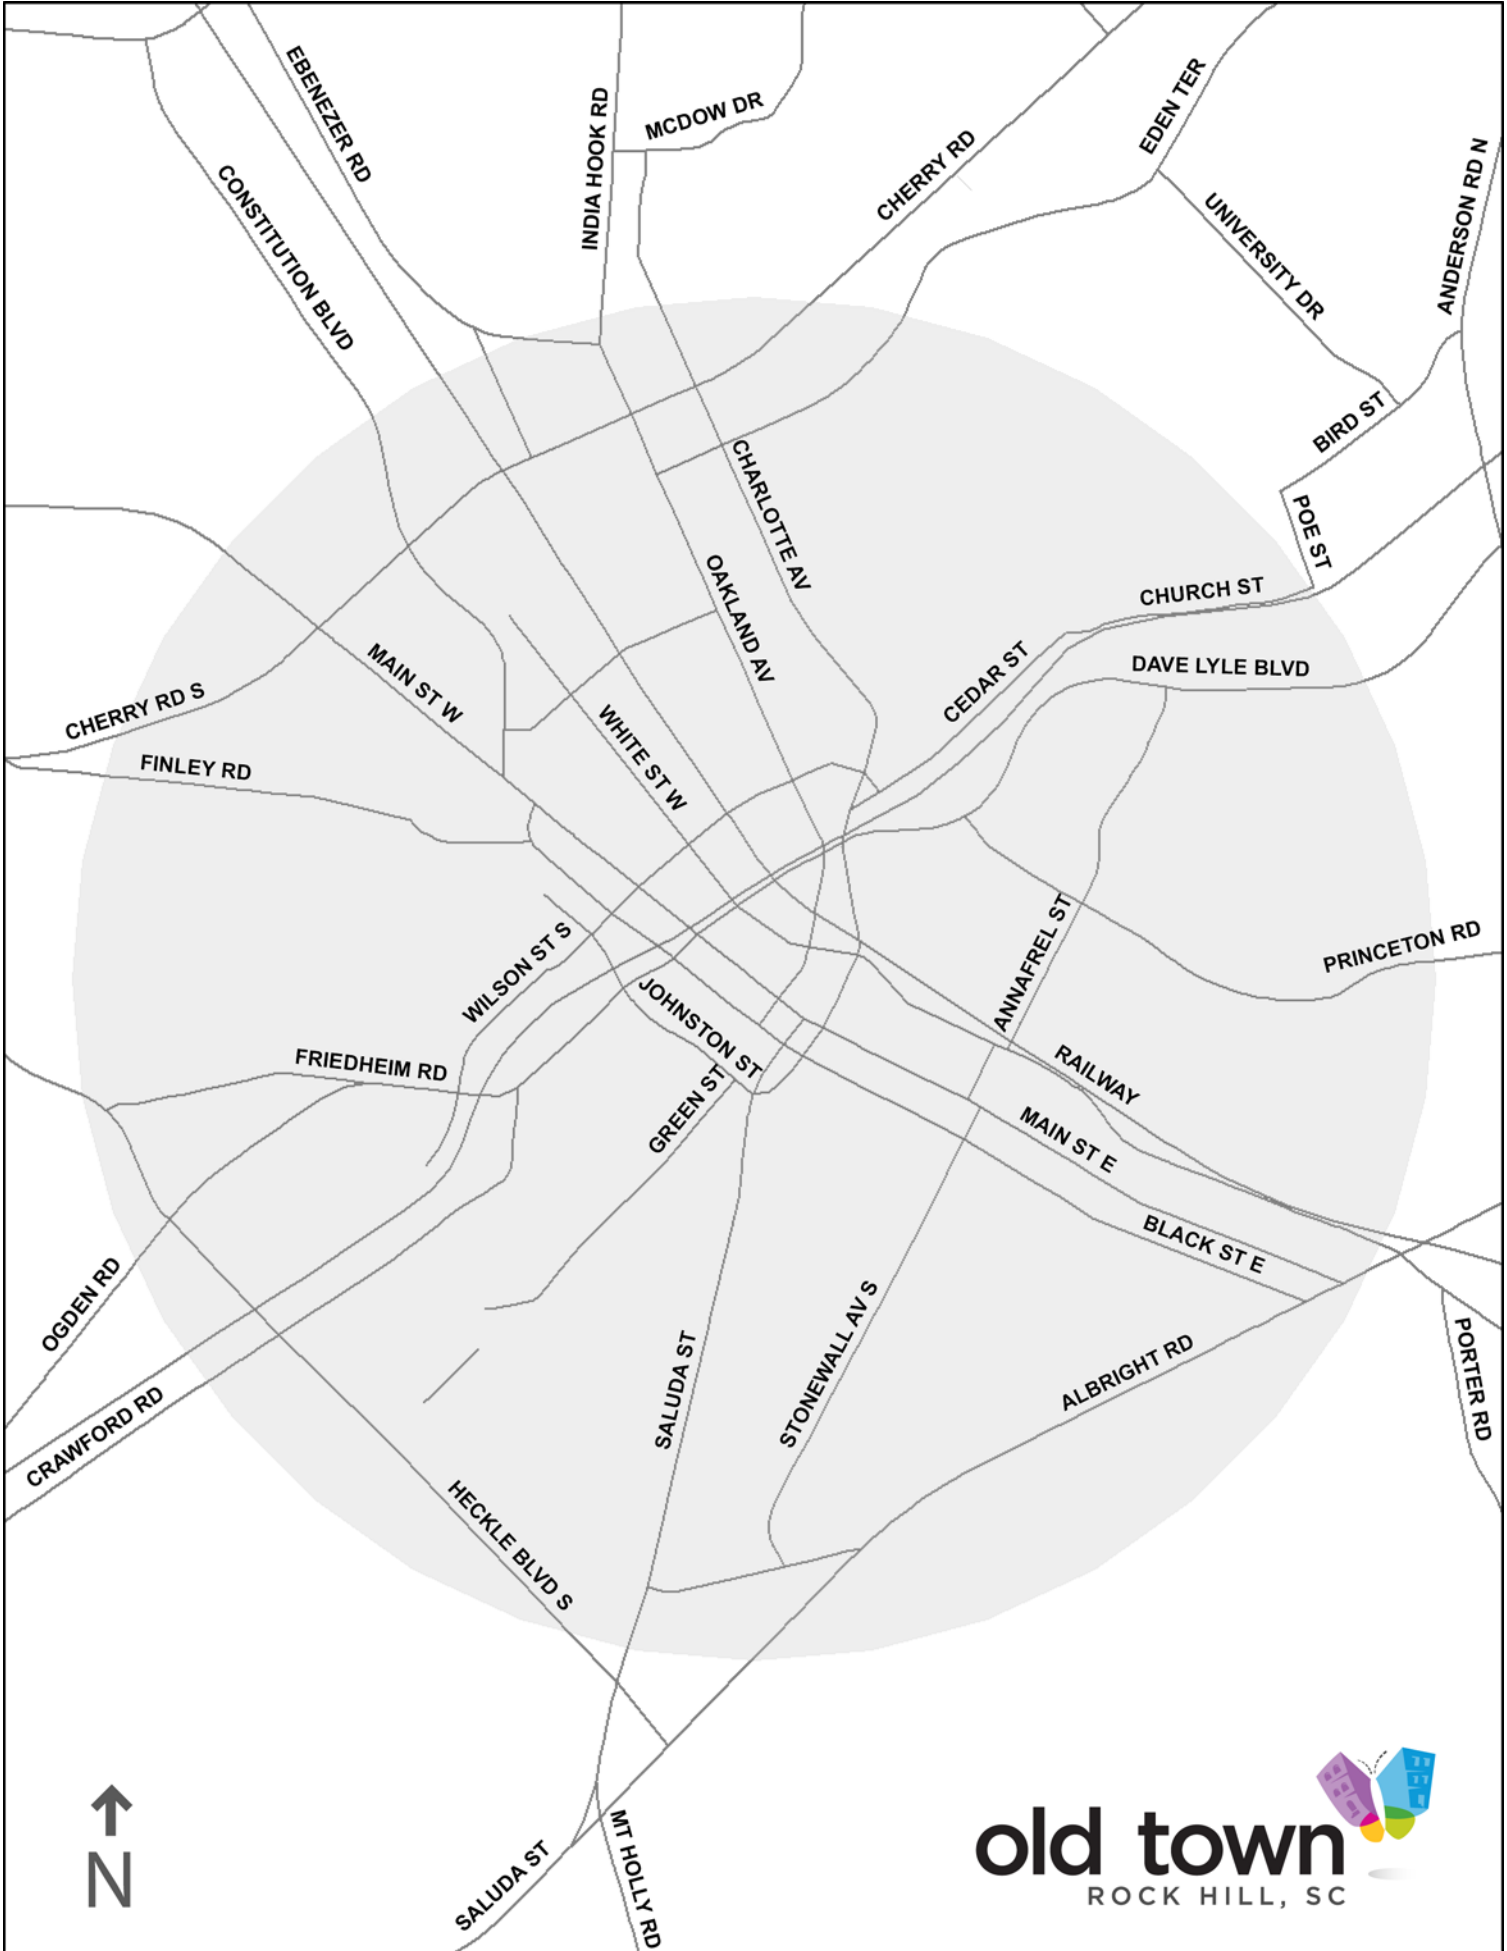 EBENEZER RD
INDIA HOOK RD
MCDOW DR
CHERRY RD
EDEN TER
ANDERSON RD N
CONSTITUTION BLVD
UNIVERSITY DR
BIRD ST
CHARLOTTE AV
POE ST
OAKLAND AV
CHURCH ST
CEDAR ST
DAVE LYLE BLVD
MAIN ST W
CHERRY RD S
WHITE ST W
FINLEY RD
ANNAFREL ST
PRINCETON RD
WILSON ST S
JOHNSTON ST
FRIEDHEIM RD
RAILWAY
GREEN ST
MAIN ST E
BLACK ST E
OGDEN RD
STONEWALL AV S
SALUDA ST
ALBRIGHT RD
PORTER RD
CRAWFORD RD
HECKLE BLVD S
MT HOLLY RD
SALUDA ST
N
old town
ROCK HILL, SC